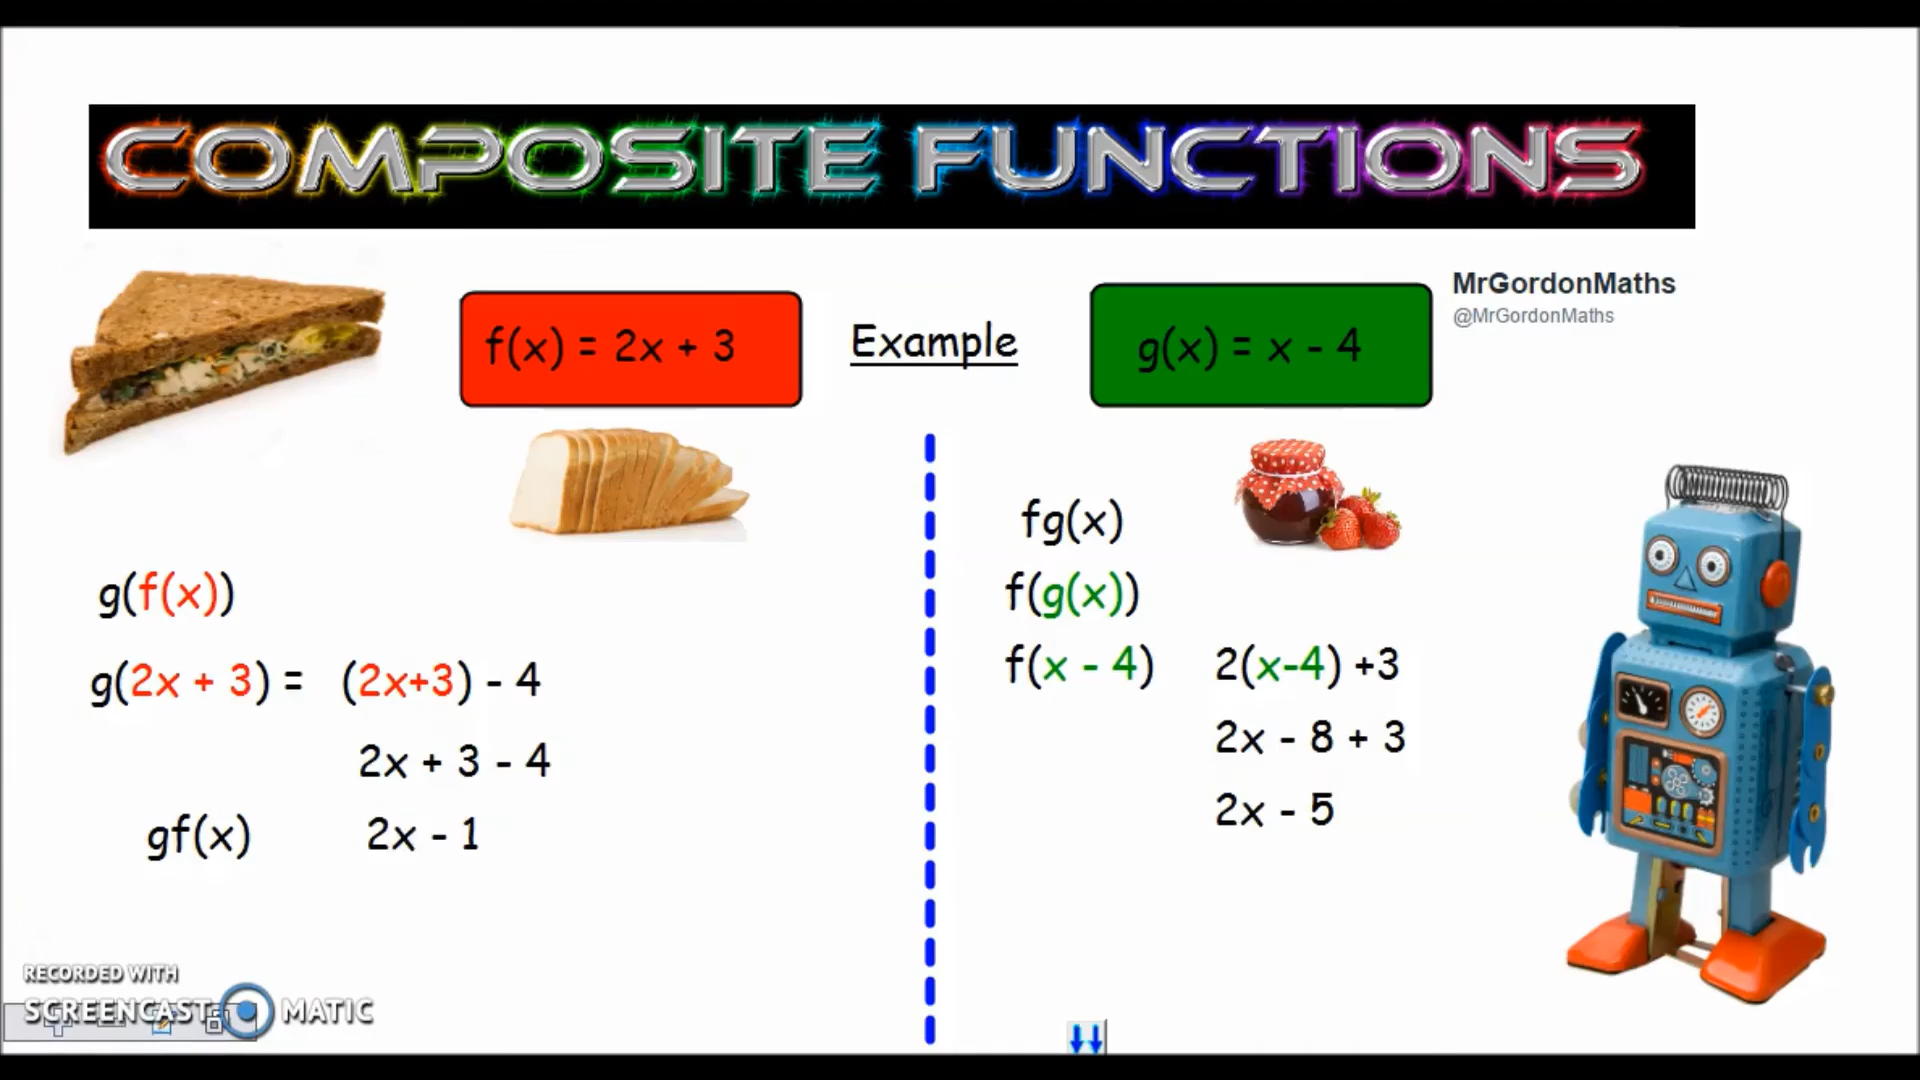 COMPOSITE FUNCTIONS
f(x) = 2x + 3
Example
g(x) = x - 4
MrGordonMaths
@MrGordonMaths
g(f(x))
g(2x + 3) = (2x+3) - 4
2x + 3 - 4
gf(x) 2x - 1
fg(x)
f(g(x))
f(x - 4) 2(x-4) +3
2x - 8 + 3
2x - 5
RECORDED WITH
SCREENCAST MATIC